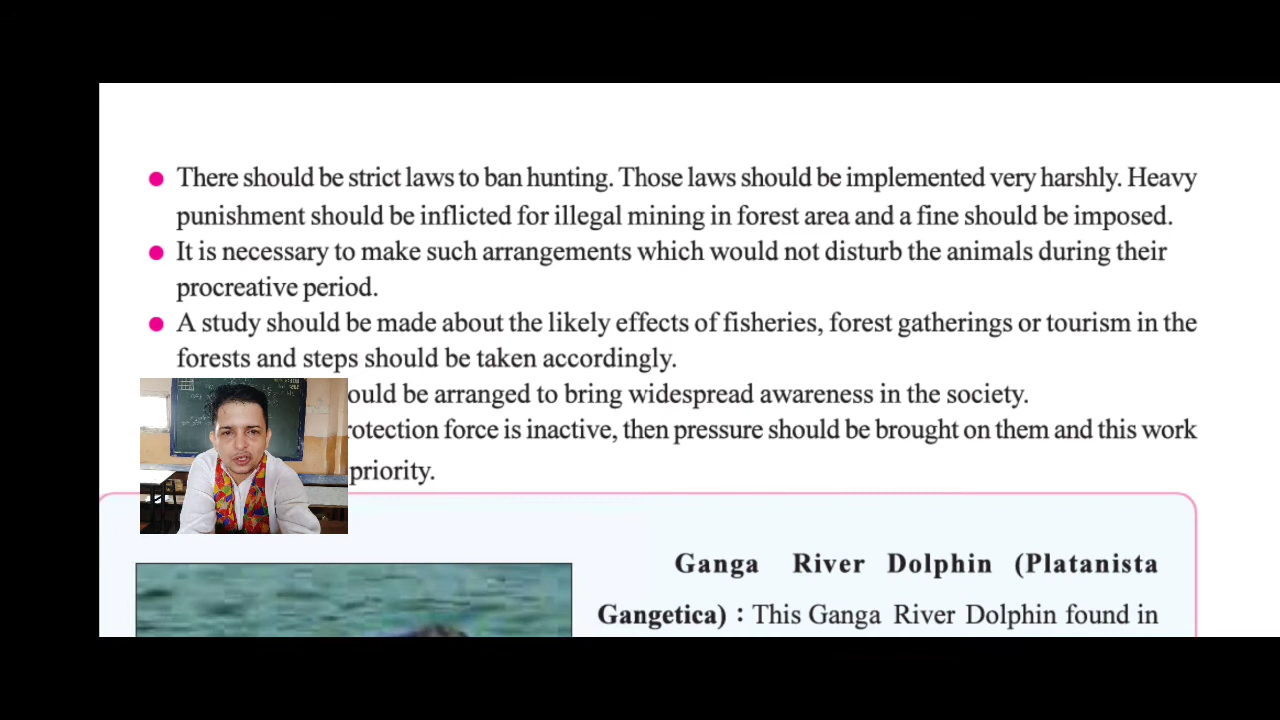 There should be strict laws to ban hunting. Those laws should be implemented very harshly. Heavy
punishment should be inflicted for illegal mining in forest area and a fine should be imposed.
It is necessary to make such arrangements which would not disturb the animals during their
procreative period.
A study should be made about the likely effects of fisheries, forest gatherings or tourism in the
forests and steps should be taken accordingly.
be arranged to bring widespread awareness in the society.
force is inactive, then pressure should be brought on them and this work
priority.
Ganga River Dolphin (Platanista
Gangetica) : This Ganga River Dolphin found in